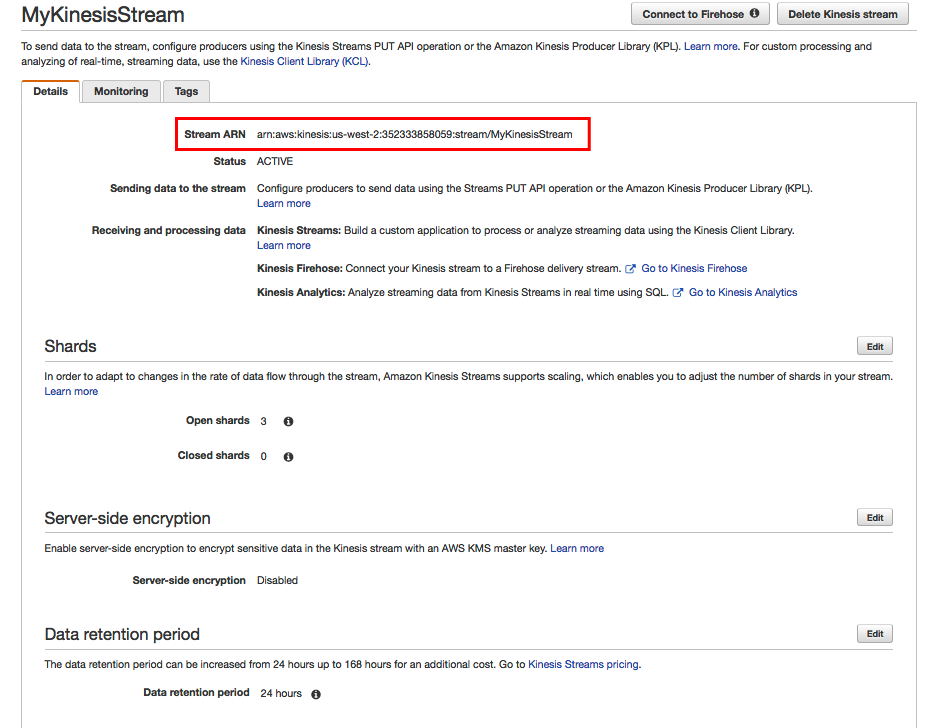 MyKinesisStream
Connect to Firehose
Delete Kinesis stream
To send data to the stream, configure producers using the Kinesis Streams PUT API operation or the Amazon Kinesis Producer Library (KPL). Learn more. For custom processing and
analyzing of real-time, streaming data, use the Kinesis Client Library (KCL).
Details Monitoring Tags
Stream ARN arn:aws:kinesis:us-west-2:352333858059:stream/MyKinesisStream
Status ACTIVE
Sending data to the stream Configure producers to send data using the Streams PUT API operation or the Amazon Kinesis Producer Library (KPL).
Learn more
Receiving and processing data Kinesis Streams: Build a custom application to process or analyze streaming data using the Kinesis Client Library.
Learn more
Kinesis Firehose: Connect your Kinesis stream to a Firehose delivery stream. Go to Kinesis Firehose
Kinesis Analytics: Analyze streaming data from Kinesis Streams in real time using SQL. Go to Kinesis Analytics
Shards Edit
In order to adapt to changes in the rate of data flow through the stream, Amazon Kinesis Streams supports scaling, which enables you to adjust the number of shards in your stream.
Learn more
Open shards 3
Closed shards 0
Server-side encryption Edit
Enable server-side encryption to encrypt sensitive data in the Kinesis stream with an AWS KMS master key. Learn more
Server-side encryption Disabled
Data retention period Edit
The data retention period can be increased from 24 hours up to 168 hours for an additional cost. Go to Kinesis Streams pricing.
Data retention period 24 hours